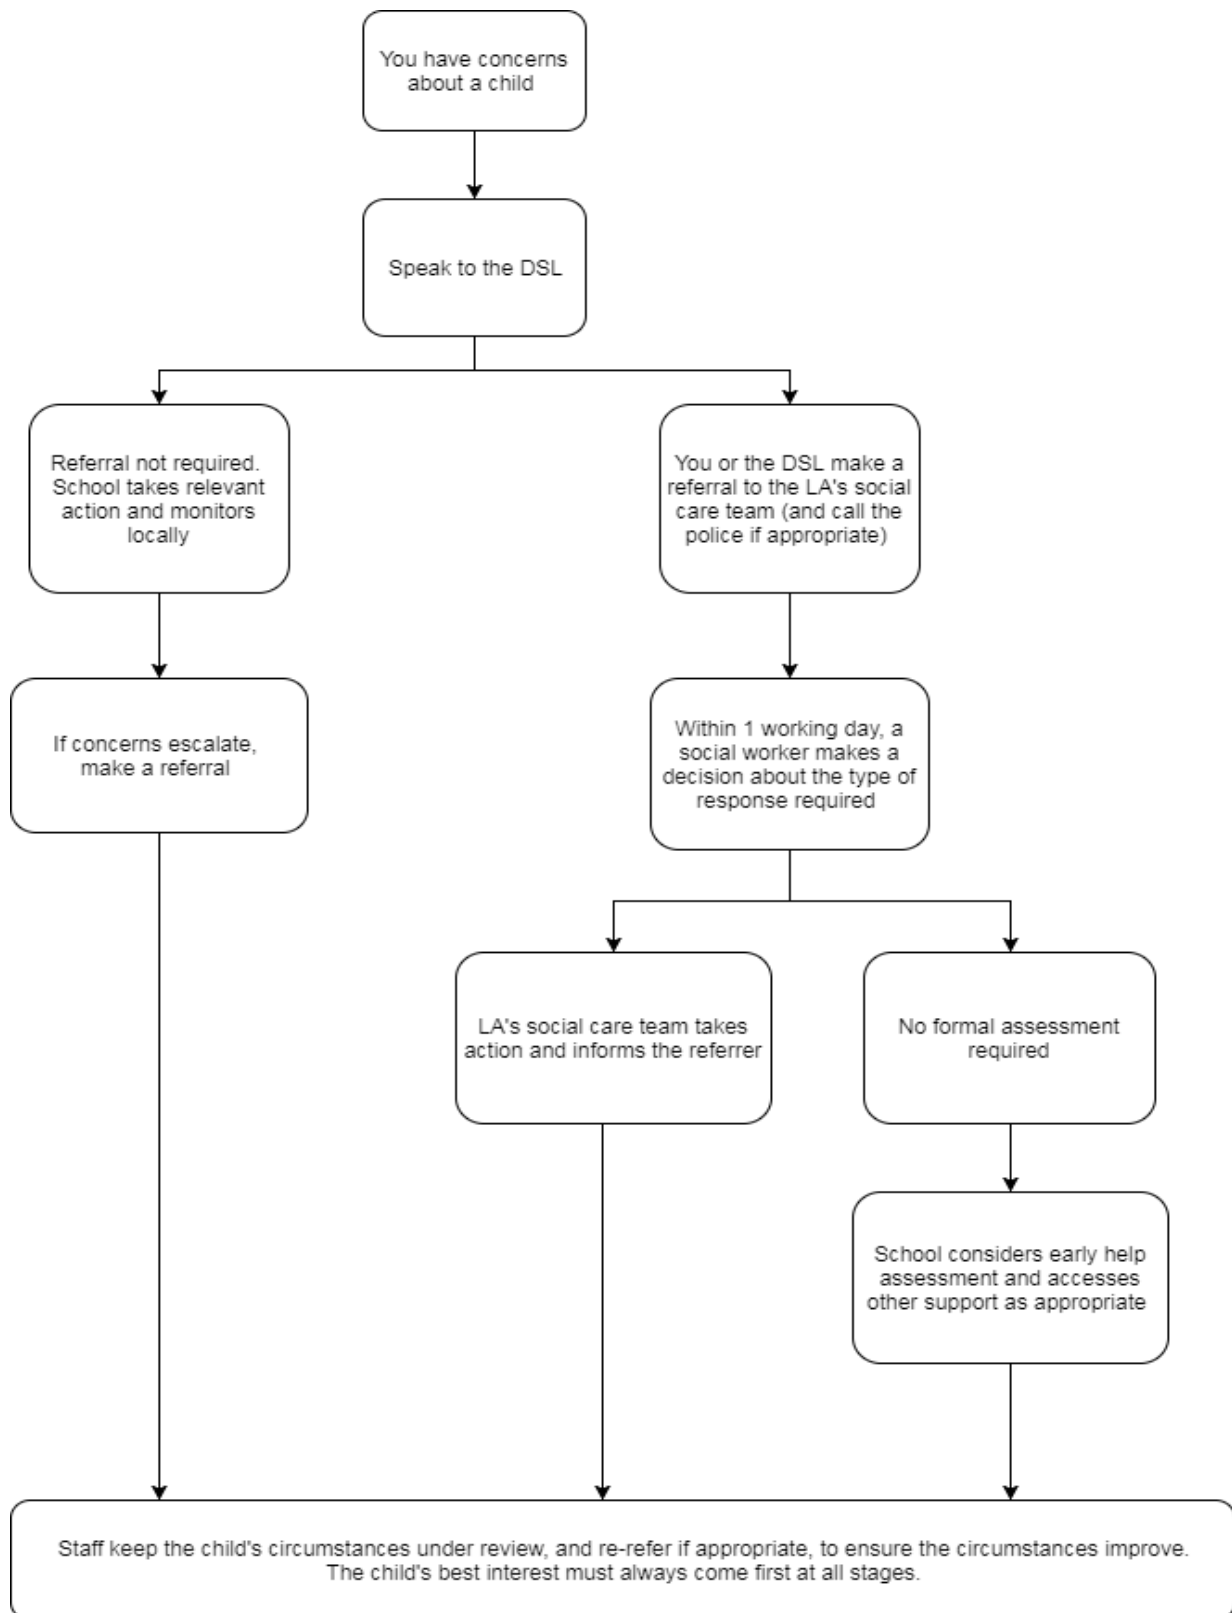 You have concerns
about a child
Speak to the DSL
Referral not required.
School takes relevant
action and monitors
locally
You or the DSL make a
referral to the LA's social
care team (and call the
police if appropriate)
If concerns escalate,
make a referral
Within 1 working day, a
social worker makes a
decision about the type of
response required
LA's social care team takes
action and informs the referrer
No formal assessment
required
School considers early help
assessment and accesses
other support as appropriate
Staff keep the child's circumstances under review, and re-refer if appropriate, to ensure the circumstances improve.
The child's best interest must always come first at all stages.